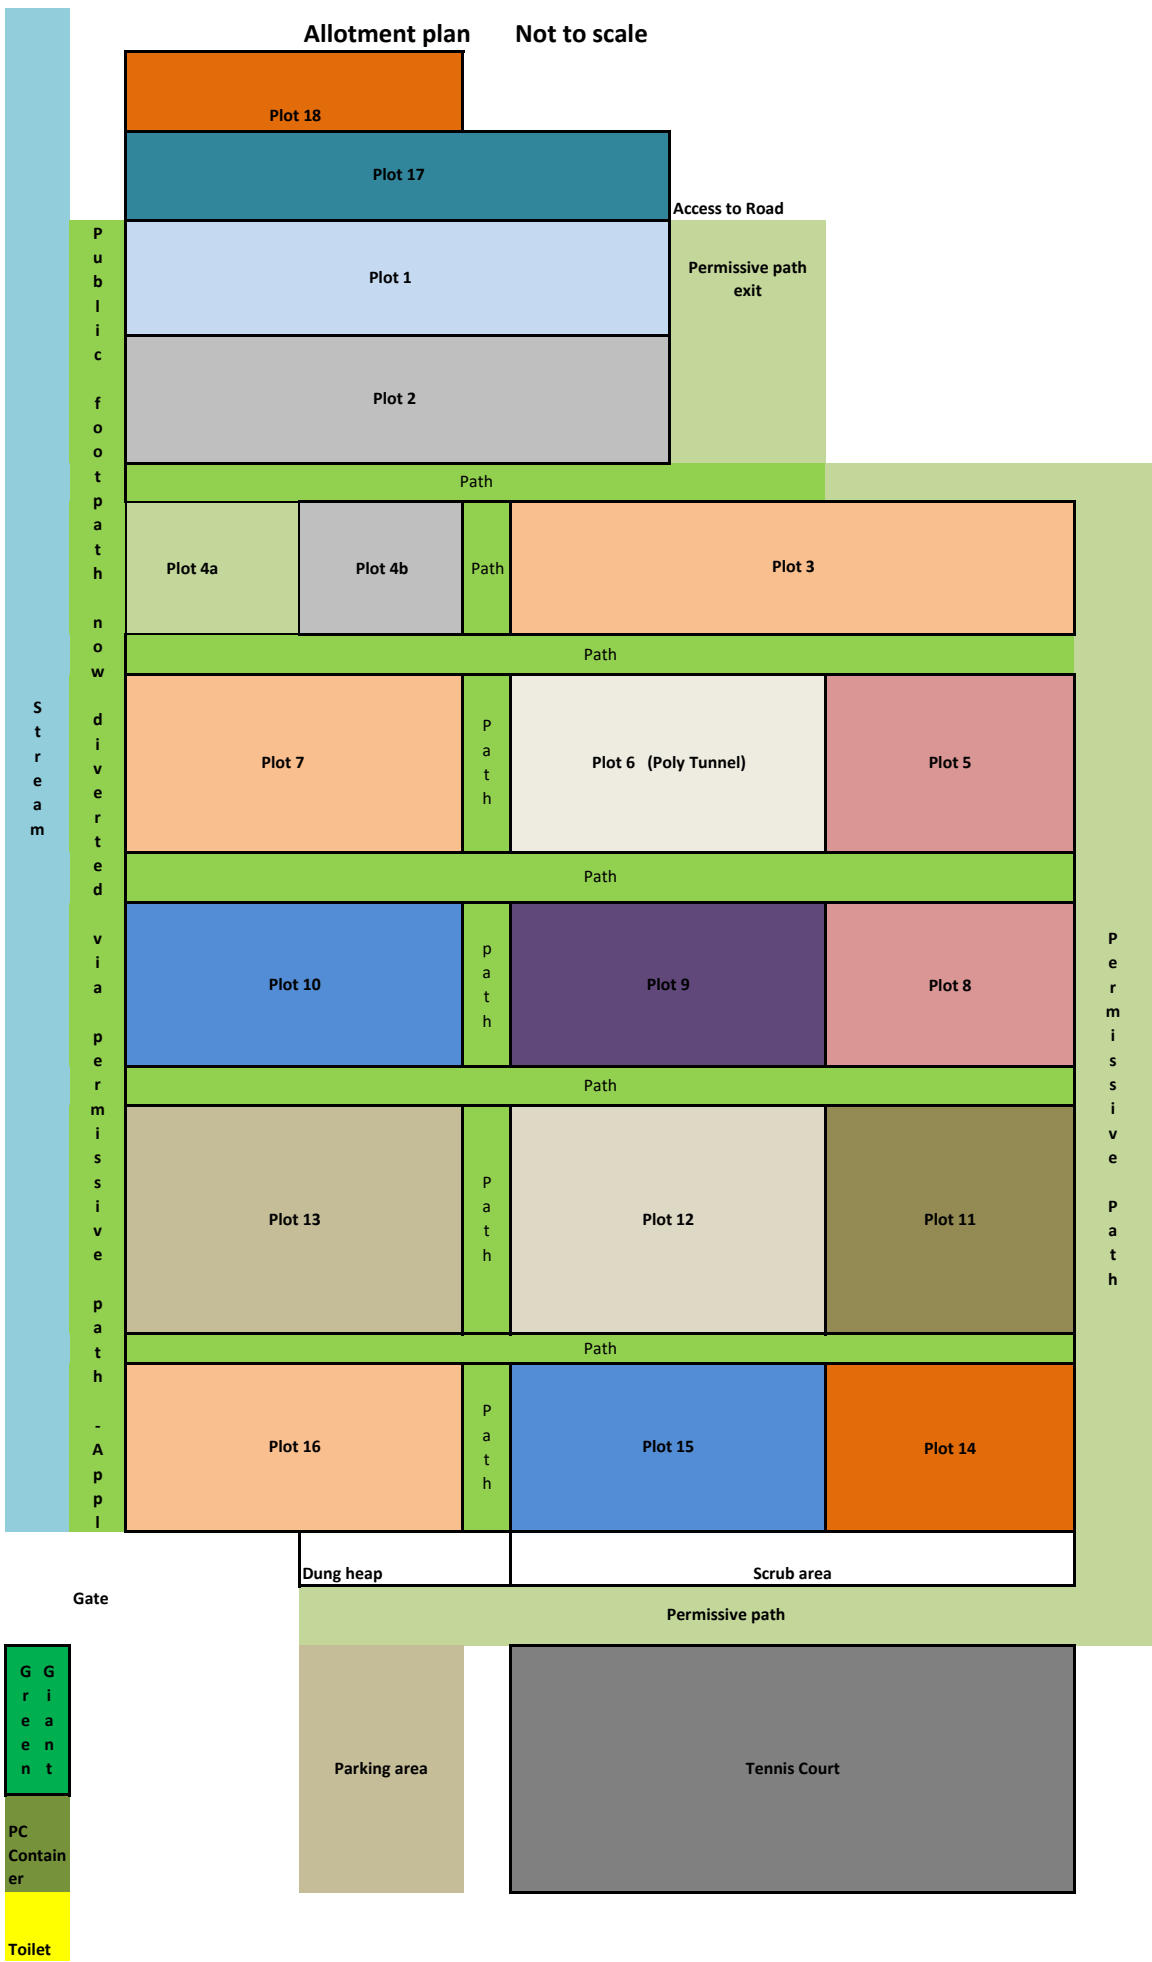 Allotment plan Not to scale
Plot 18
Plot 17
Access to Road
Plot 1
Permissive path
exit
Plot 2
Path
Plot 4a
Plot 4b
Path
Plot 3
Path
Plot 7
Path
Plot 6 (Poly Tunnel)
Plot 5
Path
Plot 10
path
Plot 9
Plot 8
Path
Plot 13
Path
Plot 12
Plot 11
Path
Plot 16
Path
Plot 15
Plot 14
Stream
Public footpath now diverted via permissive path -Appl
Permissive Path
Dung heap
Scrub area
Gate
Permissive path
Green Giant
Parking area
Tennis Court
PC
Contain
er
Toilet